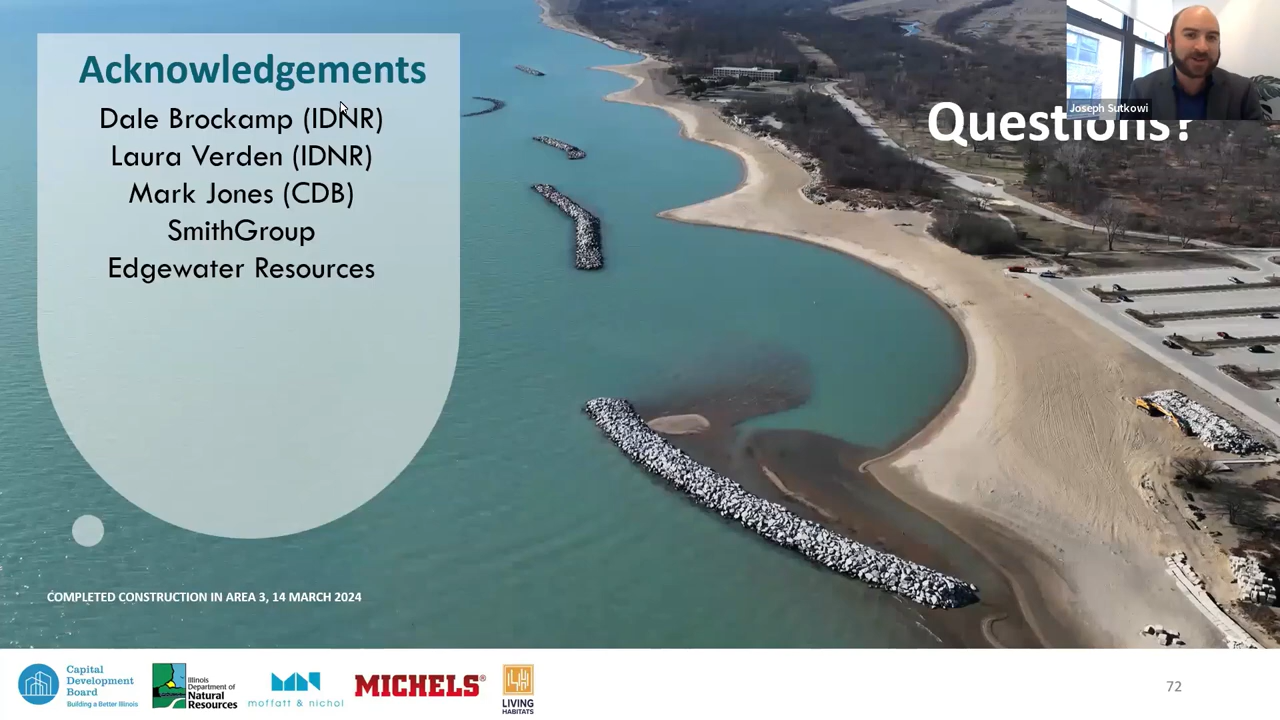 Acknowledgements
Dale Brockamp (IDNR)
Laura Verden (IDNR)
Mark Jones (CDB)
SmithGroup
Edgewater Resources
Joseph Sutkowi
Questions?
COMPLETED CONSTRUCTION IN AREA 3, 14 MARCH 2024
Capital
Development
Board
Building a Better Illinois
Illinois
Department of
Natural
Resources
moffatt & nichol
MICHELS®
LIVING
HABITATS
72